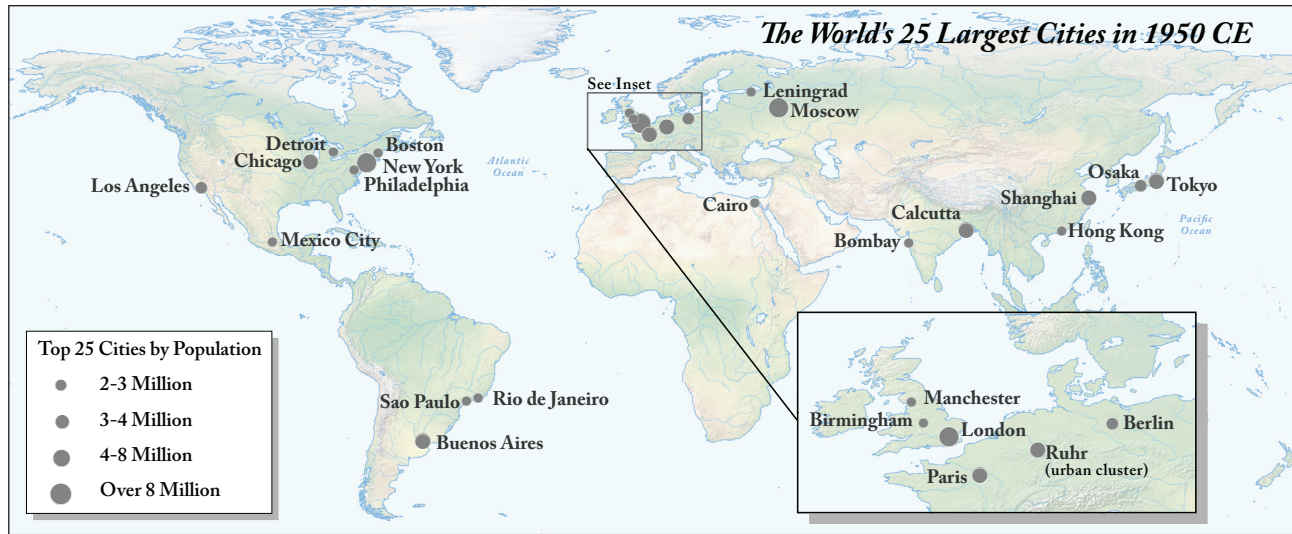 The World's 25 Largest Cities in 1950 CE
See Inset
Leningrad
Moscow
Detroit
Boston
Chicago
New York
Philadelphia
Los Angeles
Atlantic
Ocean
Mexico City
Cairo
Calcutta
Bombay
Osaka
Tokyo
Shanghai
Hong Kong
Pacific
Ocean
Sao Paulo
Rio de Janeiro
Buenos Aires
Top 25 Cities by Population
2-3 Million
3-4 Million
4-8 Million
Over 8 Million
Manchester
Birmingham
London
Berlin
Ruhr
(urban cluster)
Paris